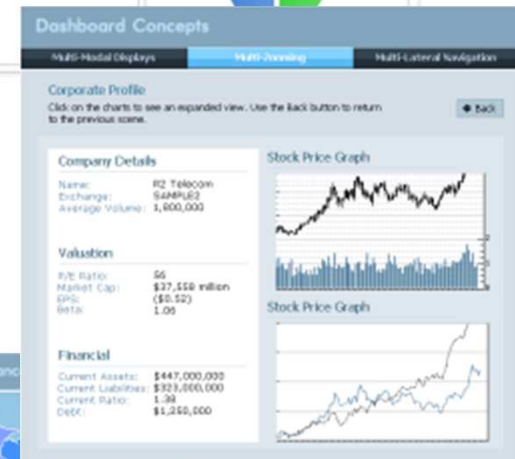 Dashboard Concepts
Multi-Modal Displays
Multi-Zooming
Multi-Lateral Navigation
Corporate Profile
Click on the charts to see an expanded view. Use the Back button to return
to the previous scene.
Back
Company Details
Name: R2 Telecom
Exchange: SAMPLE2
Average Volume: 1,800,000
Valuation
P/E Ratio: 56
Market Cap: $37,558 million
EPS: ($0.52)
Beta: 1.06
Financial
Current Assets: $447,000,000
Current Liabilities: $323,000,000
Current Ratio: 1.38
Debt: $1,250,000
Stock Price Graph
Stock Price Graph